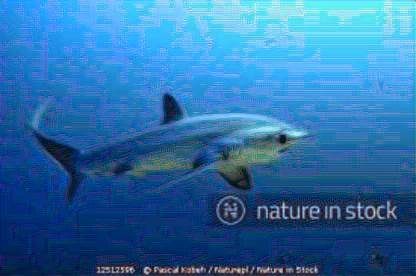 nature in stock
12512596 © Pascal Kobeh / Naturepl / Nature in Stock